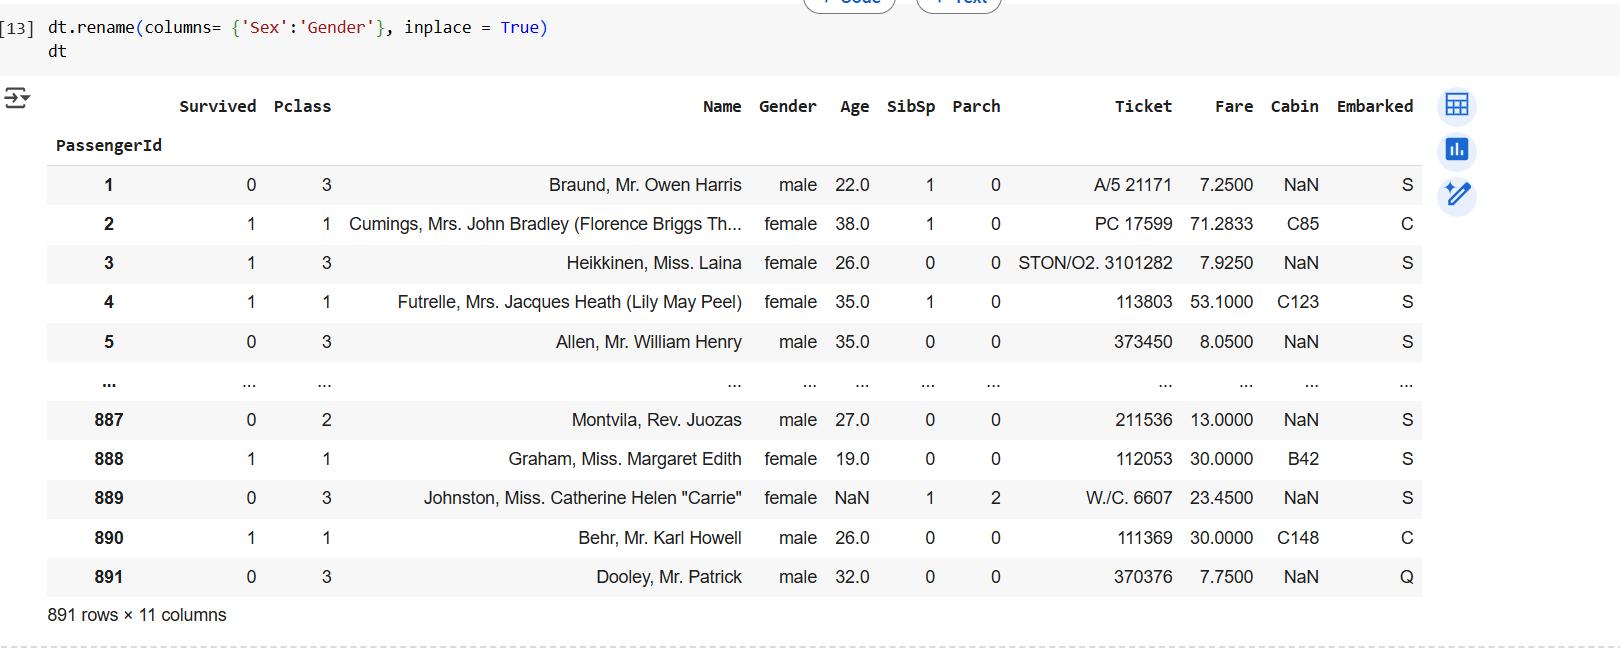 + Code + Text
[13] dt.rename(columns= {'Sex':'Gender'}, inplace = True)
dt
Survived Pclass Name Gender Age SibSp Parch Ticket Fare Cabin Embarked
PassengerId
1 0 3 Braund, Mr. Owen Harris male 22.0 1 0 A/5 21171 7.2500 NaN S
2 1 1 Cumings, Mrs. John Bradley (Florence Briggs Th... female 38.0 1 0 PC 17599 71.2833 C85 C
3 1 3 Heikkinen, Miss. Laina female 26.0 0 0 STON/O2. 3101282 7.9250 NaN S
4 1 1 Futrelle, Mrs. Jacques Heath (Lily May Peel) female 35.0 1 0 113803 53.1000 C123 S
5 0 3 Allen, Mr. William Henry male 35.0 0 0 373450 8.0500 NaN S
... ... ... ... ... ... ... ... ... ... ... ...
887 0 2 Montvila, Rev. Juozas male 27.0 0 0 211536 13.0000 NaN S
888 1 1 Graham, Miss. Margaret Edith female 19.0 0 0 112053 30.0000 B42 S
889 0 3 Johnston, Miss. Catherine Helen "Carrie" female NaN 1 2 W./C. 6607 23.4500 NaN S
890 1 1 Behr, Mr. Karl Howell male 26.0 0 0 111369 30.0000 C148 C
891 0 3 Dooley, Mr. Patrick male 32.0 0 0 370376 7.7500 NaN Q
891 rows × 11 columns